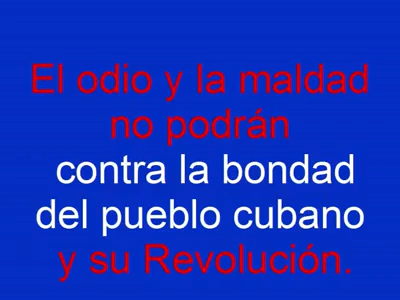 El odio y la maldad
no podrán
contra la bondad
del pueblo cubano
y su Revolución.